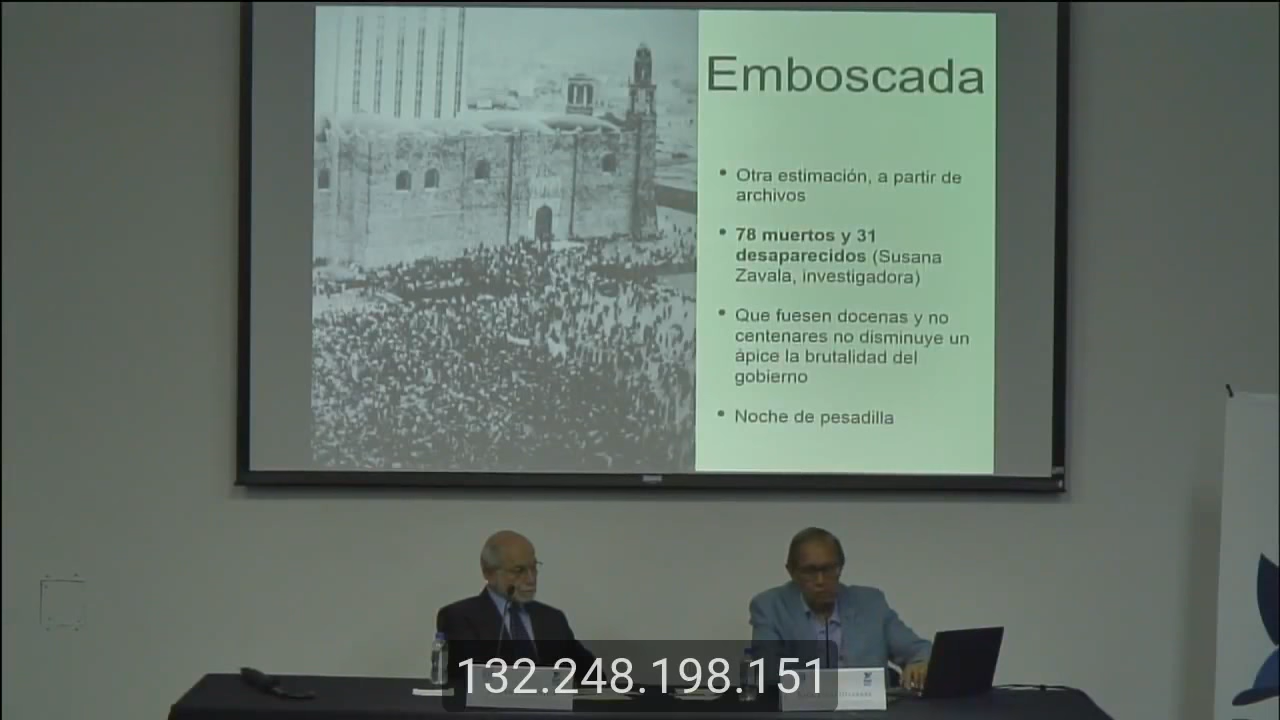 Emboscada
• Otra estimación, a partir de
archivos
• 78 muertos y 31
desaparecidos (Susana
Zavala, investigadora)
• Que fuesen docenas y no
centenares no disminuye un
ápice la brutalidad del
gobierno
• Noche de pesadilla
132.248.198.151